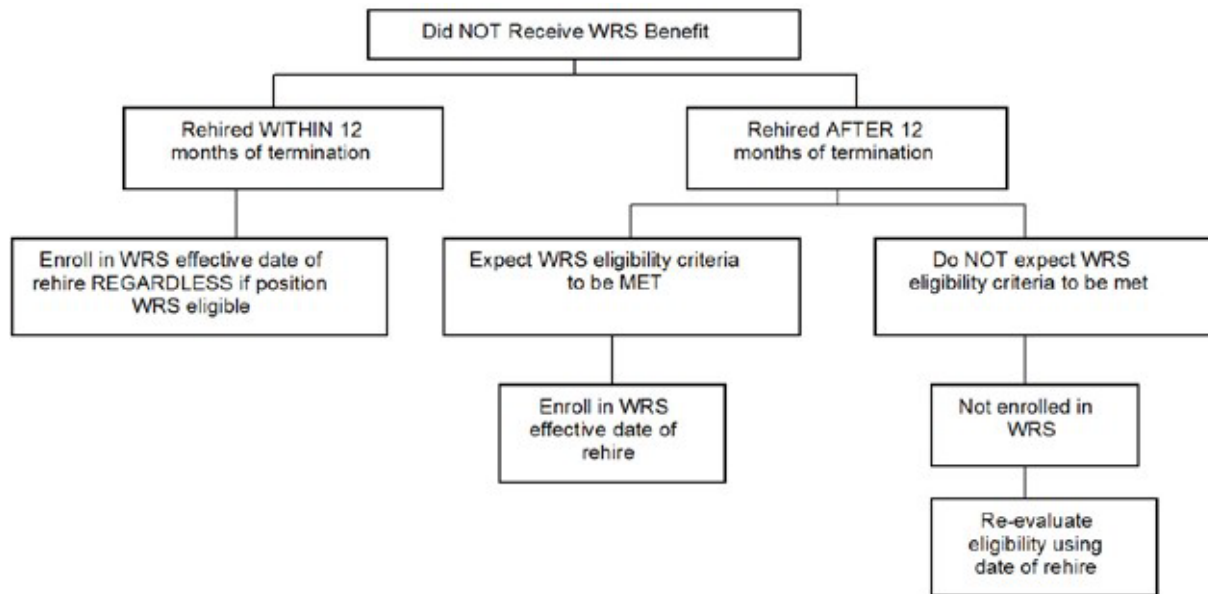 Did NOT Receive WRS Benefit
Rehired WITHIN 12
months of termination
Rehired AFTER 12
months of termination
Enroll in WRS effective date of
rehire REGARDLESS if position
WRS eligible
Expect WRS eligibility criteria
to be MET
Do NOT expect WRS
eligibility criteria to be met
Enroll in WRS
effective date of
rehire
Not enrolled in
WRS
Re-evaluate
eligibility using
date of rehire